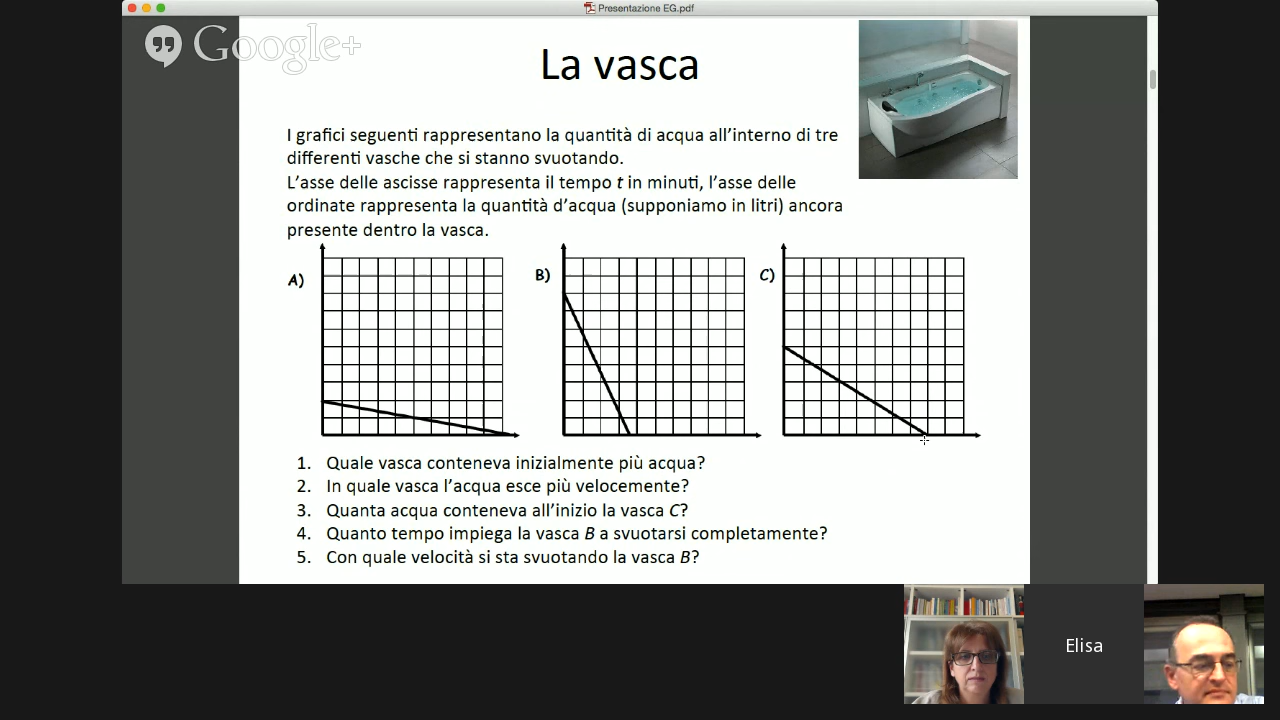 Presentazione EG.pdf
Google+
La vasca
I grafici seguenti rappresentano la quantità di acqua all'interno di tre
differenti vasche che si stanno svuotando.
L'asse delle ascisse rappresenta il tempo t in minuti, l'asse delle
ordinate rappresenta la quantità d'acqua (supponiamo in litri) ancora
presente dentro la vasca.
A)
B)
C)
1. Quale vasca conteneva inizialmente più acqua?
2. In quale vasca l'acqua esce più velocemente?
3. Quanta acqua conteneva all'inizio la vasca C?
4. Quanto tempo impiega la vasca B a svuotarsi completamente?
5. Con quale velocità si sta svuotando la vasca B?
Elisa